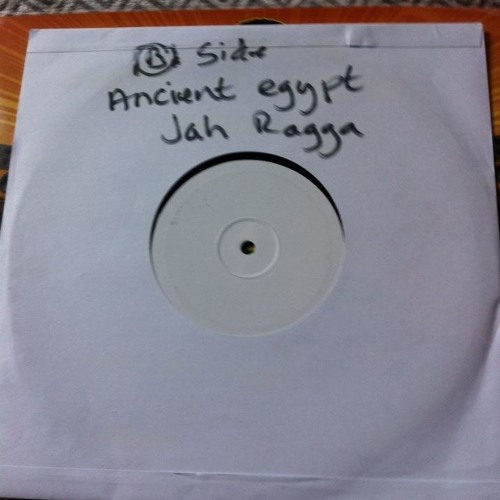 B Side
Ancient egypt
Jah Ragga